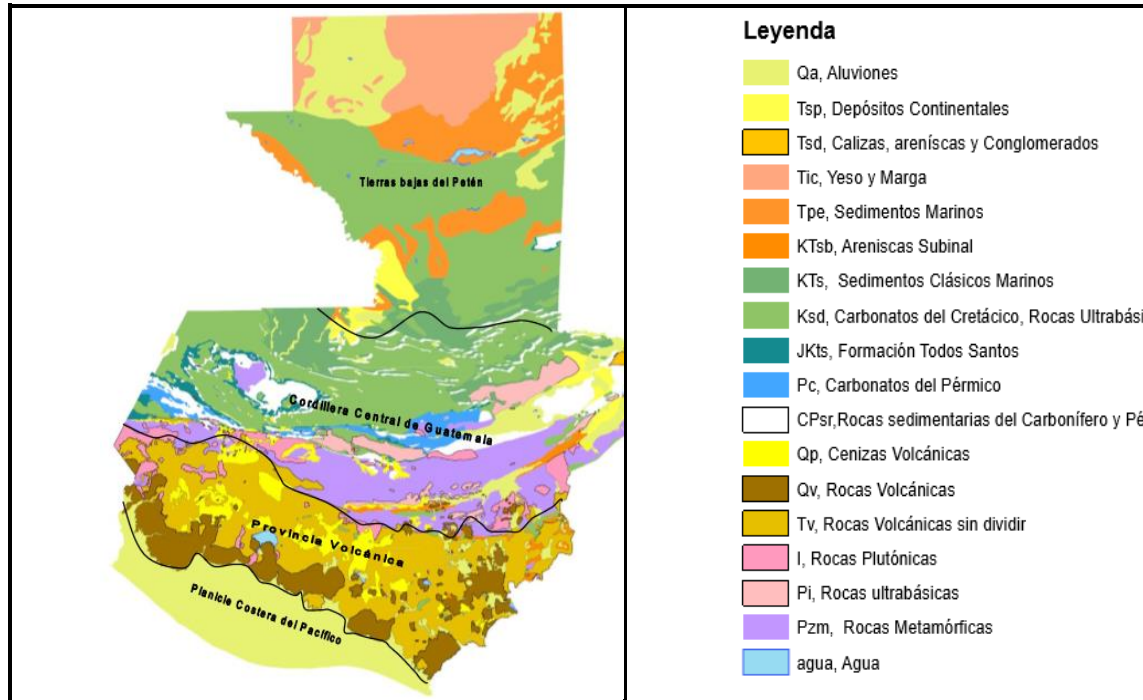 Tierras bajas del Petén
Cordillera Central de Guatemala
Provincia Volcánica
Planicie Costera del Pacífico
Leyenda
Qa, Aluviones
Tsp, Depósitos Continentales
Tsd, Calizas, areníscas y Conglomerados
Tic, Yeso y Marga
Tpe, Sedimentos Marinos
KTsb, Areniscas Subinal
KTs, Sedimentos Clásicos Marinos
Ksd, Carbonatos del Cretácico, Rocas Ultrabási
JKts, Formación Todos Santos
Pc, Carbonatos del Pérmico
CPsr,Rocas sedimentarias del Carbonífero y Pé
Qp, Cenizas Volcánicas
Qv, Rocas Volcánicas
Tv, Rocas Volcánicas sin dividir
I, Rocas Plutónicas
Pi, Rocas ultrabásicas
Pzm, Rocas Metamórficas
agua, Agua